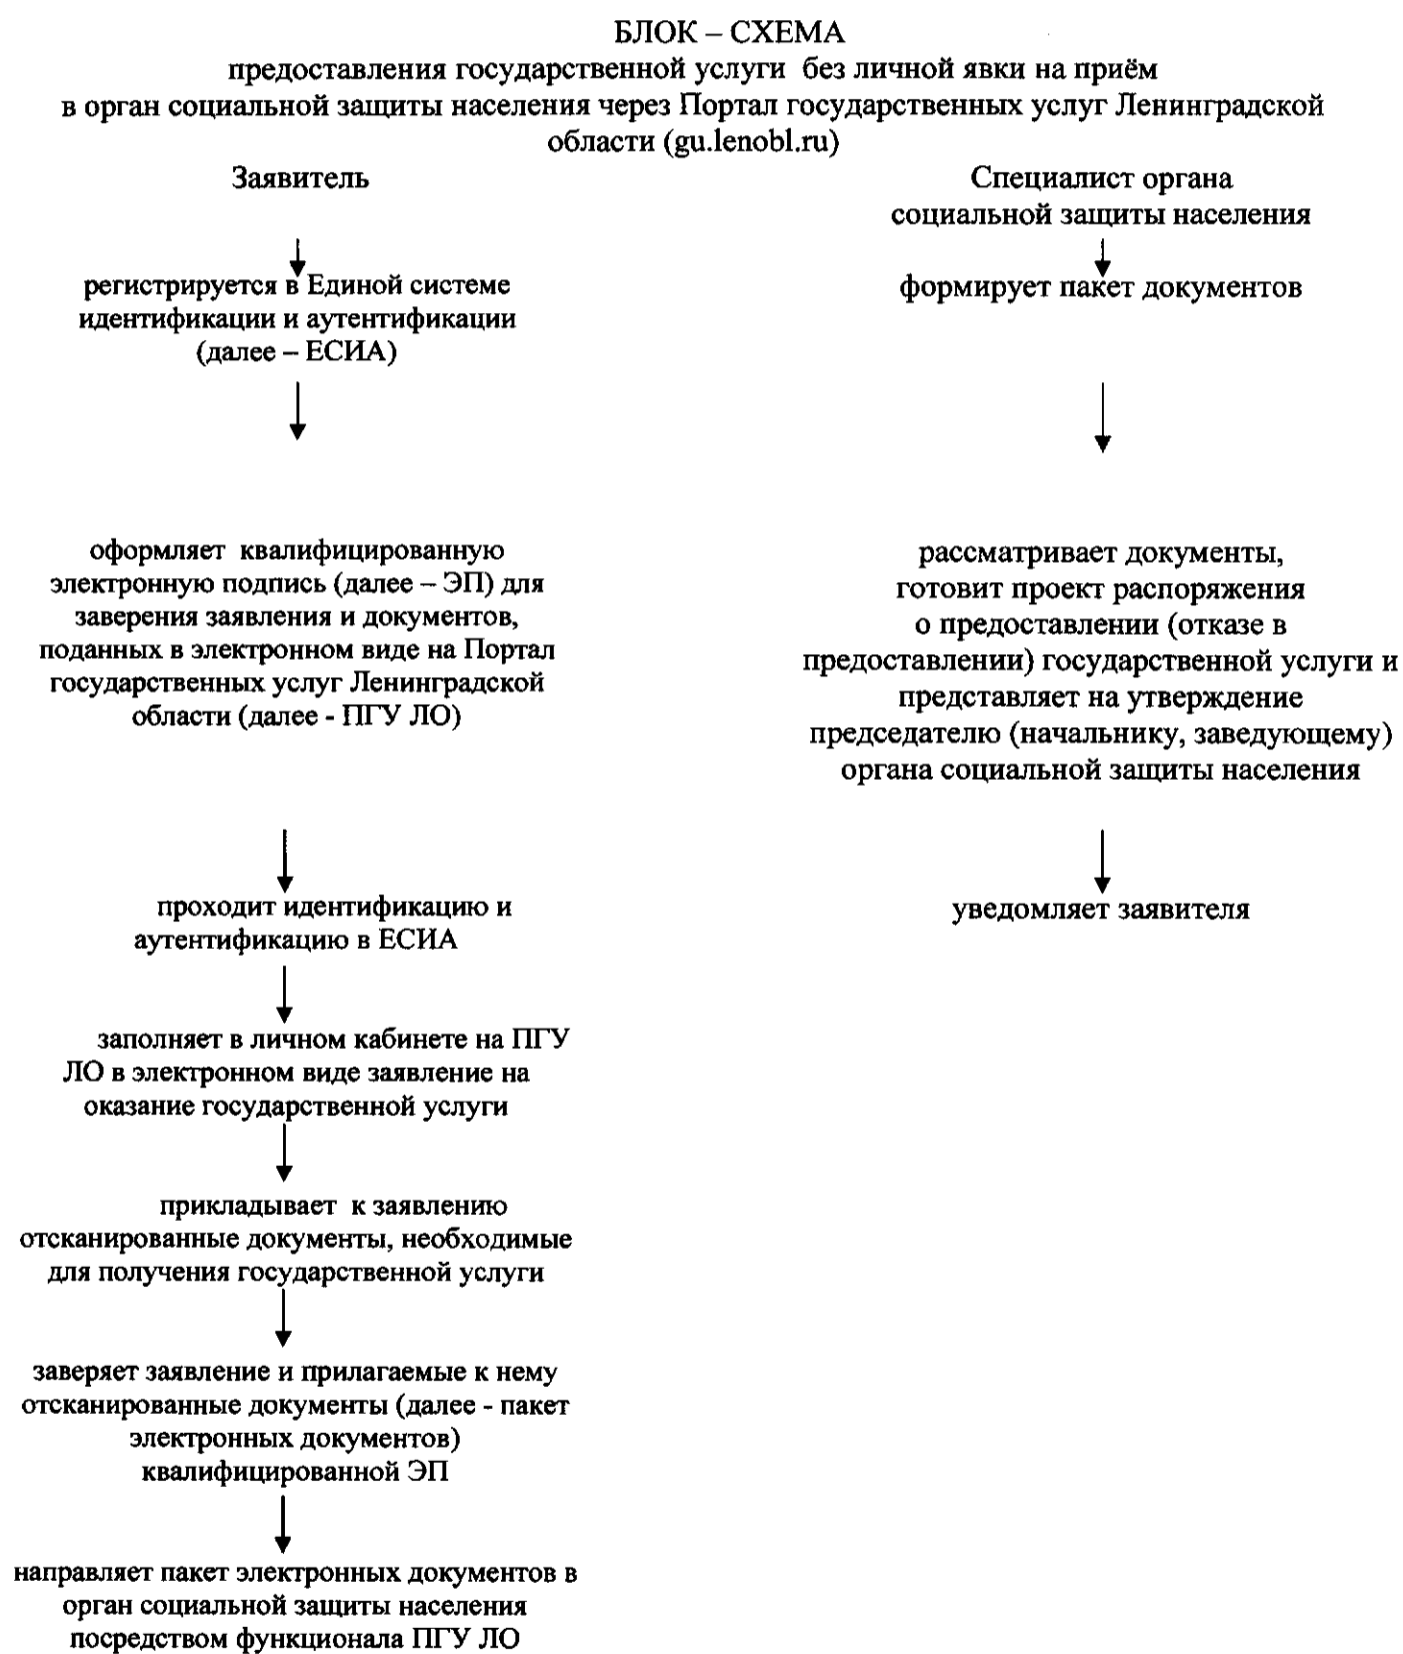 БЛОК – СХЕМА
предоставления государственной услуги без личной явки на приём
в орган социальной защиты населения через Портал государственных услуг Ленинградской
области (gu.lenobl.ru)
Заявитель
регистрируется в Единой системе
идентификации и аутентификации
(далее – ЕСИА)
оформляет квалифицированную
электронную подпись (далее – ЭП) для
заверения заявления и документов,
поданных в электронном виде на Портал
государственных услуг Ленинградской
области (далее - ПГУ ЛО)
проходит идентификацию и
аутентификацию в ЕСИА
заполняет в личном кабинете на ПГУ
ЛО в электронном виде заявление на
оказание государственной услуги
прикладывает к заявлению
отсканированные документы, необходимые
для получения государственной услуги
заверяет заявление и прилагаемые к нему
отсканированные документы (далее - пакет
электронных документов)
квалифицированной ЭП
направляет пакет электронных документов в
орган социальной защиты населения
посредством функционала ПГУ ЛО
Специалист органа
социальной защиты населения
формирует пакет документов
рассматривает документы,
готовит проект распоряжения
о предоставлении (отказе в
предоставлении) государственной услуги и
представляет на утверждение
председателю (начальнику, заведующему)
органа социальной защиты населения
уведомляет заявителя